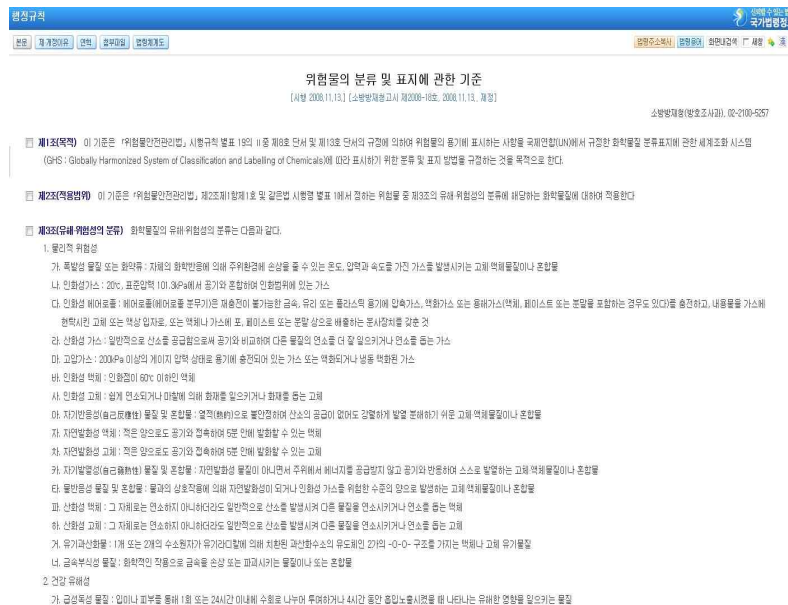 행정규칙
국가법령정보
본문 제개정이유 연혁 첨부파일 법령체계도
법령주소복사 법령용어 화면내검색 새창
위험물의 분류 및 표지에 관한 기준
[시행 2008.11.13.] [소방방재청고시 제2008-18호, 2008.11.13., 제정]
소방방재청(방호조사과), 02-2100-5257
제1조(목적) 이 기준은 「위험물안전관리법」 시행규칙 별표 19의 Ⅱ중 제8호 단서 및 제13호 단서의 규정에 의하여 위험물의 용기에 표시하는 사항을 국제연합(UN)에서 규정한 화학물질 분류표지에 관한 세계조화 시스템
(GHS : Globally Harmonized System of Classification and Labelling of Chemicals)에 따라 표시하기 위한 분류 및 표지 방법을 규정하는 것을 목적으로 한다.
제2조(적용범위) 이 기준은 「위험물안전관리법」 제2조제1항제1호 및 같은법 시행령 별표 1에서 정하는 위험물 중 제3조의 유해·위험성의 분류에 해당하는 화학물질에 대하여 적용한다
제3조(유해·위험성의 분류) 화학물질의 유해·위험성의 분류는 다음과 같다.
1. 물리적 위험성
가. 폭발성 물질 또는 화약류 : 자체의 화학반응에 의해 주위환경에 손상을 줄 수 있는 온도, 압력과 속도를 가진 가스를 발생시키는 고체·액체물질이나 혼합물
나. 인화성가스 : 20℃, 표준압력 101.3㎪에서 공기와 혼합하여 인화범위에 있는 가스
다. 인화성 에어로졸 : 에어로졸(에어로졸 분무기)은 재충전이 불가능한 금속, 유리 또는 플라스틱 용기에 압축가스, 액화가스 또는 용해가스(액체, 페이스트 또는 분말을 포함하는 경우도 있다)를 충전하고, 내용물을 가스에
현탁시킨 고체 또는 액상 입자로, 또는 액체나 가스에 포, 페이스트 또는 분말 상으로 배출하는 분사장치를 갖춘 것
라. 산화성 가스 : 일반적으로 산소를 공급함으로써 공기와 비교하여 다른 물질의 연소를 더 잘 일으키거나 연소를 돕는 가스
마. 고압가스 : 200㎪ 이상의 게이지 압력 상태로 용기에 충전되어 있는 가스 또는 액화되거나 냉동 액화된 가스
바. 인화성 액체 : 인화점이 60℃ 이하인 액체
사. 인화성 고체 : 쉽게 연소되거나 마찰에 의해 화재를 일으키거나 화재를 돕는 고체
아. 자기반응성(自己反應性) 물질 및 혼합물 : 열적(熱的)으로 불안정하여 산소의 공급이 없어도 강렬하게 발열 분해하기 쉬운 고체·액체물질이나 혼합물
자. 자연발화성 액체 : 적은 양으로도 공기와 접촉하여 5분 안에 발화할 수 있는 액체
차. 자연발화성 고체 : 적은 양으로도 공기와 접촉하여 5분 안에 발화할 수 있는 고체
카. 자기발열성(自己發熱性) 물질 및 혼합물 : 자연발화성 물질이 아니면서 주위에서 에너지를 공급받지 않고 공기와 반응하여 스스로 발열하는 고체·액체물질이나 혼합물
타. 물반응성 물질 및 혼합물 : 물과의 상호작용에 의해 자연발화성이 되거나 인화성 가스를 위험한 수준의 양으로 발생하는 고체·액체물질이나 혼합물
파. 산화성 액체 : 그 자체로는 연소하지 아니하더라도 일반적으로 산소를 발생시켜 다른 물질을 연소시키거나 연소를 돕는 액체
하. 산화성 고체 : 그 자체로는 연소하지 아니하더라도 일반적으로 산소를 발생시켜 다른 물질을 연소시키거나 연소를 돕는 고체
거. 유기과산화물 : 1개 또는 2개의 수소원자가 유기라디칼에 의해 치환된 과산화수소의 유도체인 2가의 -O-O- 구조를 가지는 액체나 고체 유기물질
너. 금속부식성 물질 : 화학적인 작용으로 금속을 손상 또는 파괴시키는 물질이나 또는 혼합물
2. 건강 유해성
가. 급성독성 물질 : 입이나 피부를 통해 1회 또는 24시간 이내에 수회로 나누어 투여하거나 4시간 동안 흡입노출시켰을 때 나타나는 유해한 영향을 일으키는 물질